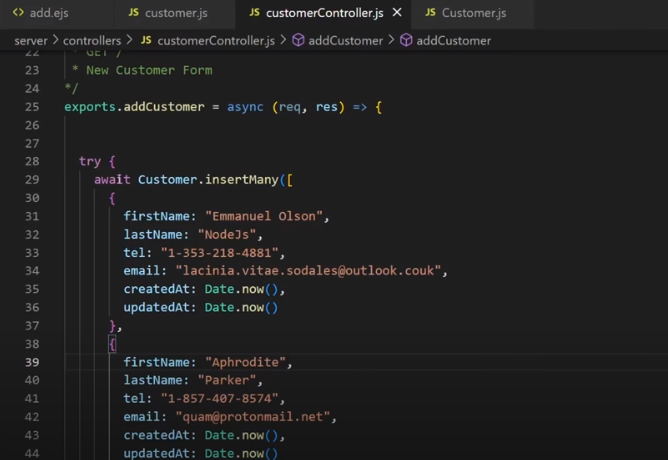 add.ejs JS customer.js JS customerController.js JS Customer.js
server > controllers > JS customerController.js > addCustomer > addCustomer
22 * GET /
23 * New Customer Form
24 */
25 exports.addCustomer = async (req, res) => {
26
27
28 try {
29 await Customer.insertMany([
30 {
31 firstName: "Emmanuel Olson",
32 lastName: "NodeJs",
33 tel: "1-353-218-4881",
34 email: "lacinia.vitae.sodales@outlook.couk",
35 createdAt: Date.now(),
36 updatedAt: Date.now()
37 },
38 {
39 firstName: "Aphrodite",
40 lastName: "Parker",
41 tel: "1-857-407-8574",
42 email: "quam@protonmail.net",
43 createdAt: Date.now(),
44 updatedAt: Date.now()